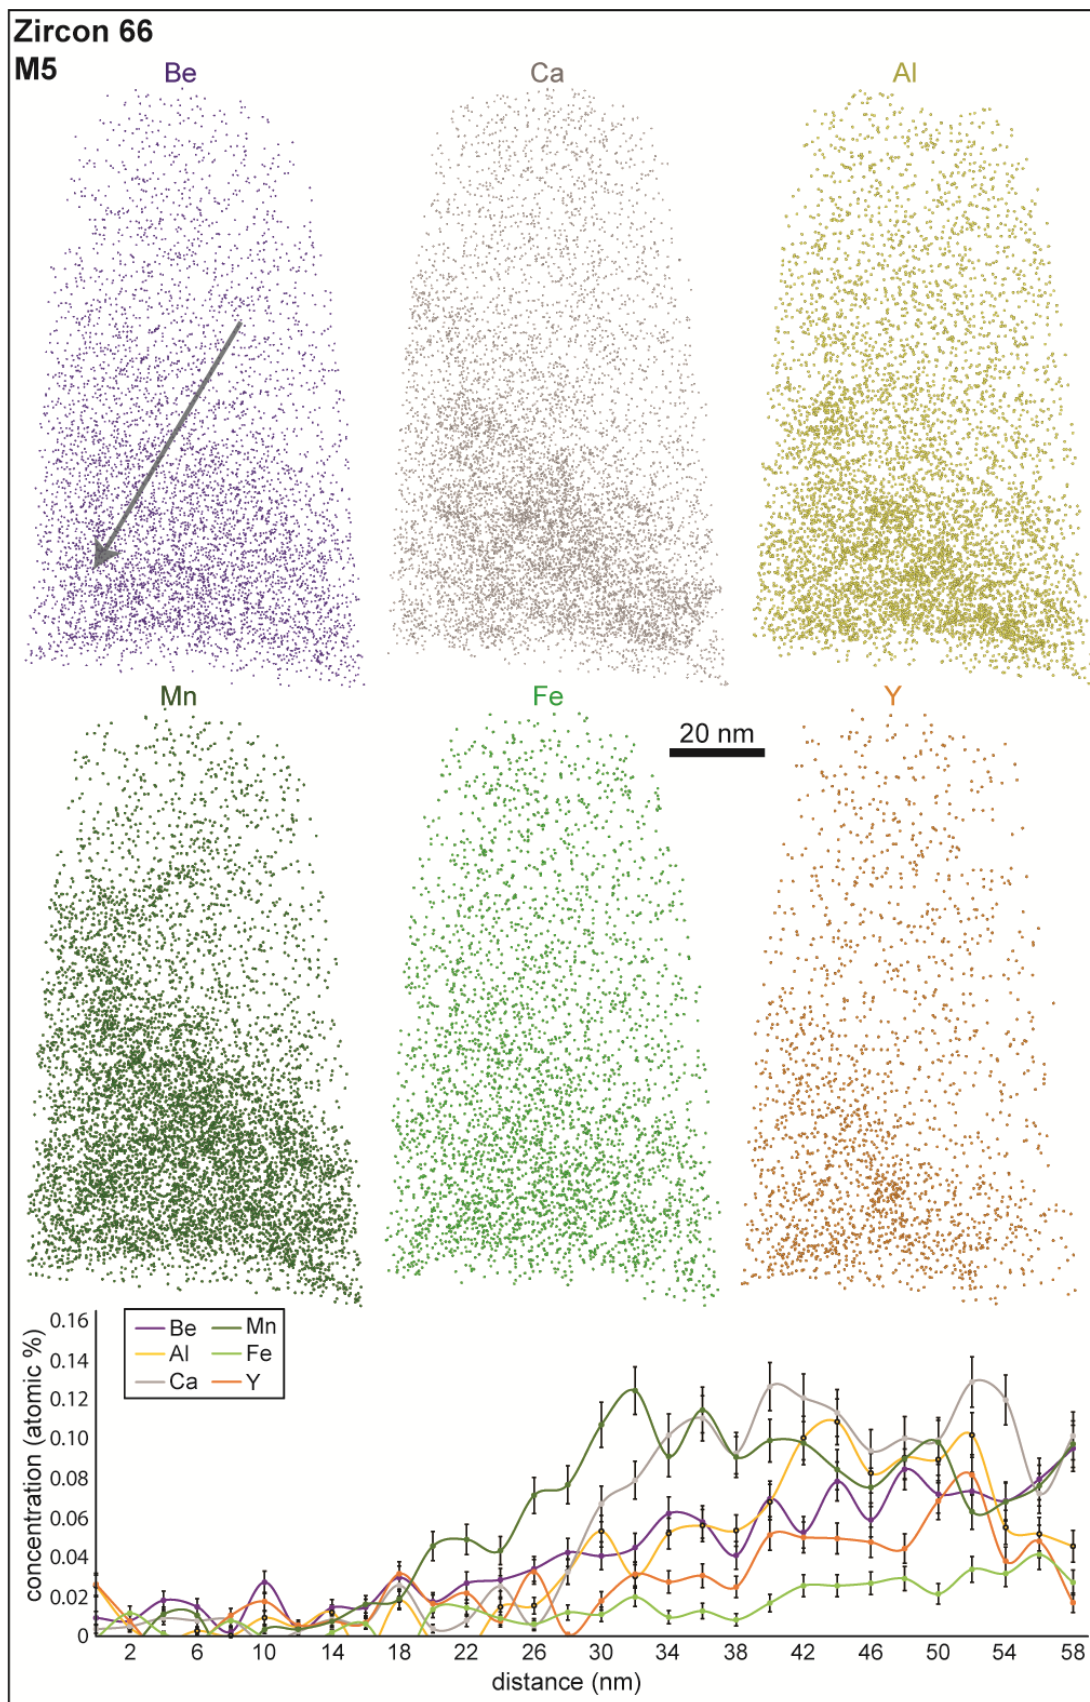 Zircon 66
M5
Be Ca Al
Mn Fe Y
20 nm
concentration (atomic %)
0.16
0.14
0.12
0.10
0.08
0.06
0.04
0.02
0
Be Mn
Al Fe
Ca Y
2 6 10 14 18 22 26 30 34 38 42 46 50 54 58
distance (nm)